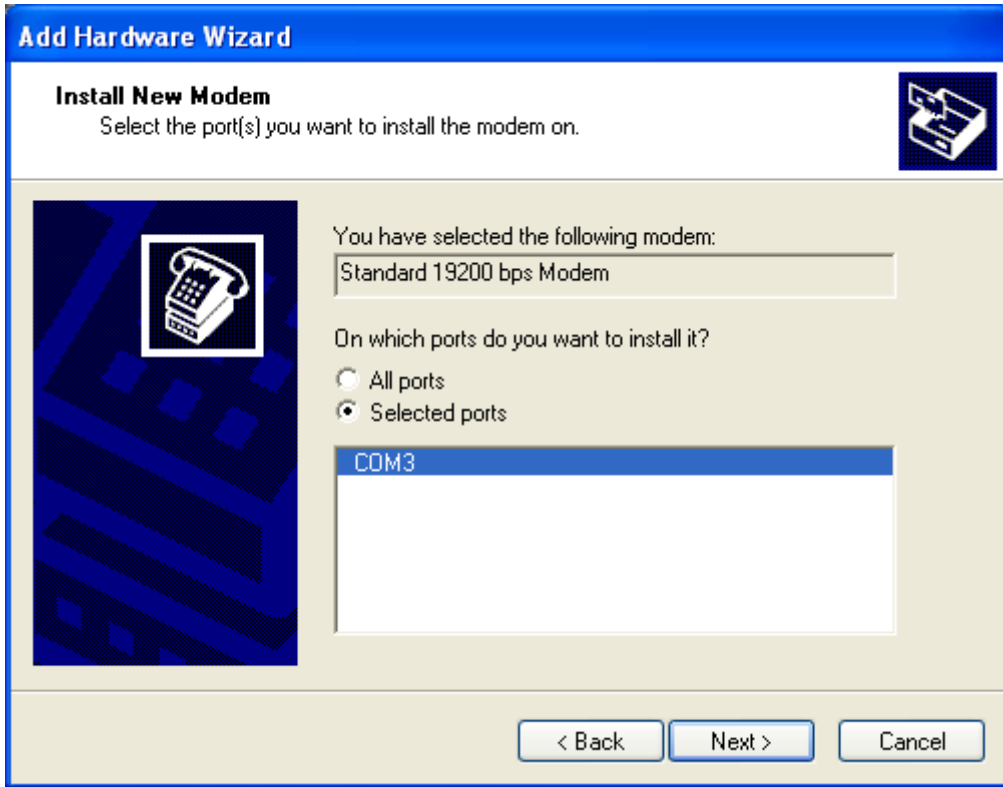 Add Hardware Wizard
Install New Modem
Select the port(s) you want to install the modem on.
You have selected the following modem:
Standard 19200 bps Modem
On which ports do you want to install it?
All ports
Selected ports
COM3
< Back Next > Cancel